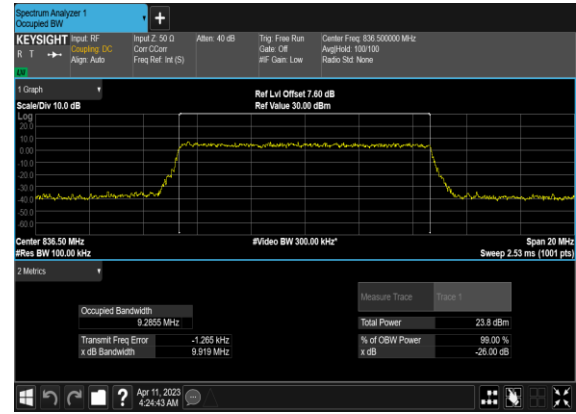 Spectrum Analyzer 1
Occupied BW
+
KEYSIGHT Input: RF Input Z: 50 Ω Atten: 40 dB Trig: Free Run Center Freq: 836.500000 MHz
R T Coupling: DC Corr CCorr Gate: Off Avg|Hold: 100/100
Align: Auto Freq Ref: Int (S) #IF Gain: Low Radio Std: None
1 Graph Ref Lvl Offset 7.60 dB
Scale/Div 10.0 dB Ref Value 30.00 dBm
Log
20.0
10.0
0.00
-10.0
-20.0
-30.0
-40.0
-50.0
-60.0
Center 836.50 MHz #Video BW 300.00 kHz* Span 20 MHz
#Res BW 100.00 kHz Sweep 2.53 ms (1001 pts)
2 Metrics
Measure Trace Trace 1
Occupied Bandwidth
9.2855 MHz Total Power 23.8 dBm
Transmit Freq Error -1.265 kHz % of OBW Power 99.00 %
x dB Bandwidth 9.919 MHz x dB -26.00 dB
? Apr 11, 2023
4:24:43 AM